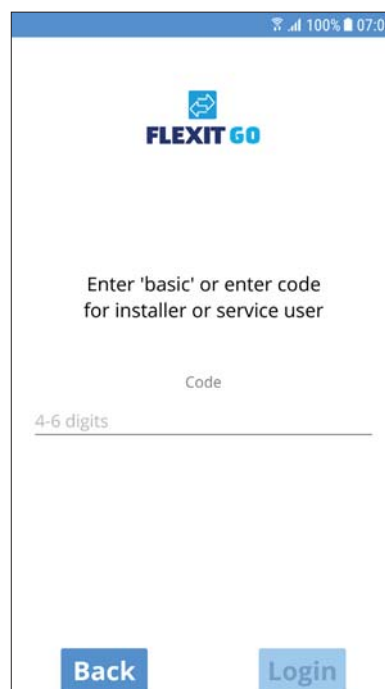 100% 07:0
FLEXIT GO
Enter 'basic' or enter code
for installer or service user
Code
4-6 digits
Back Login